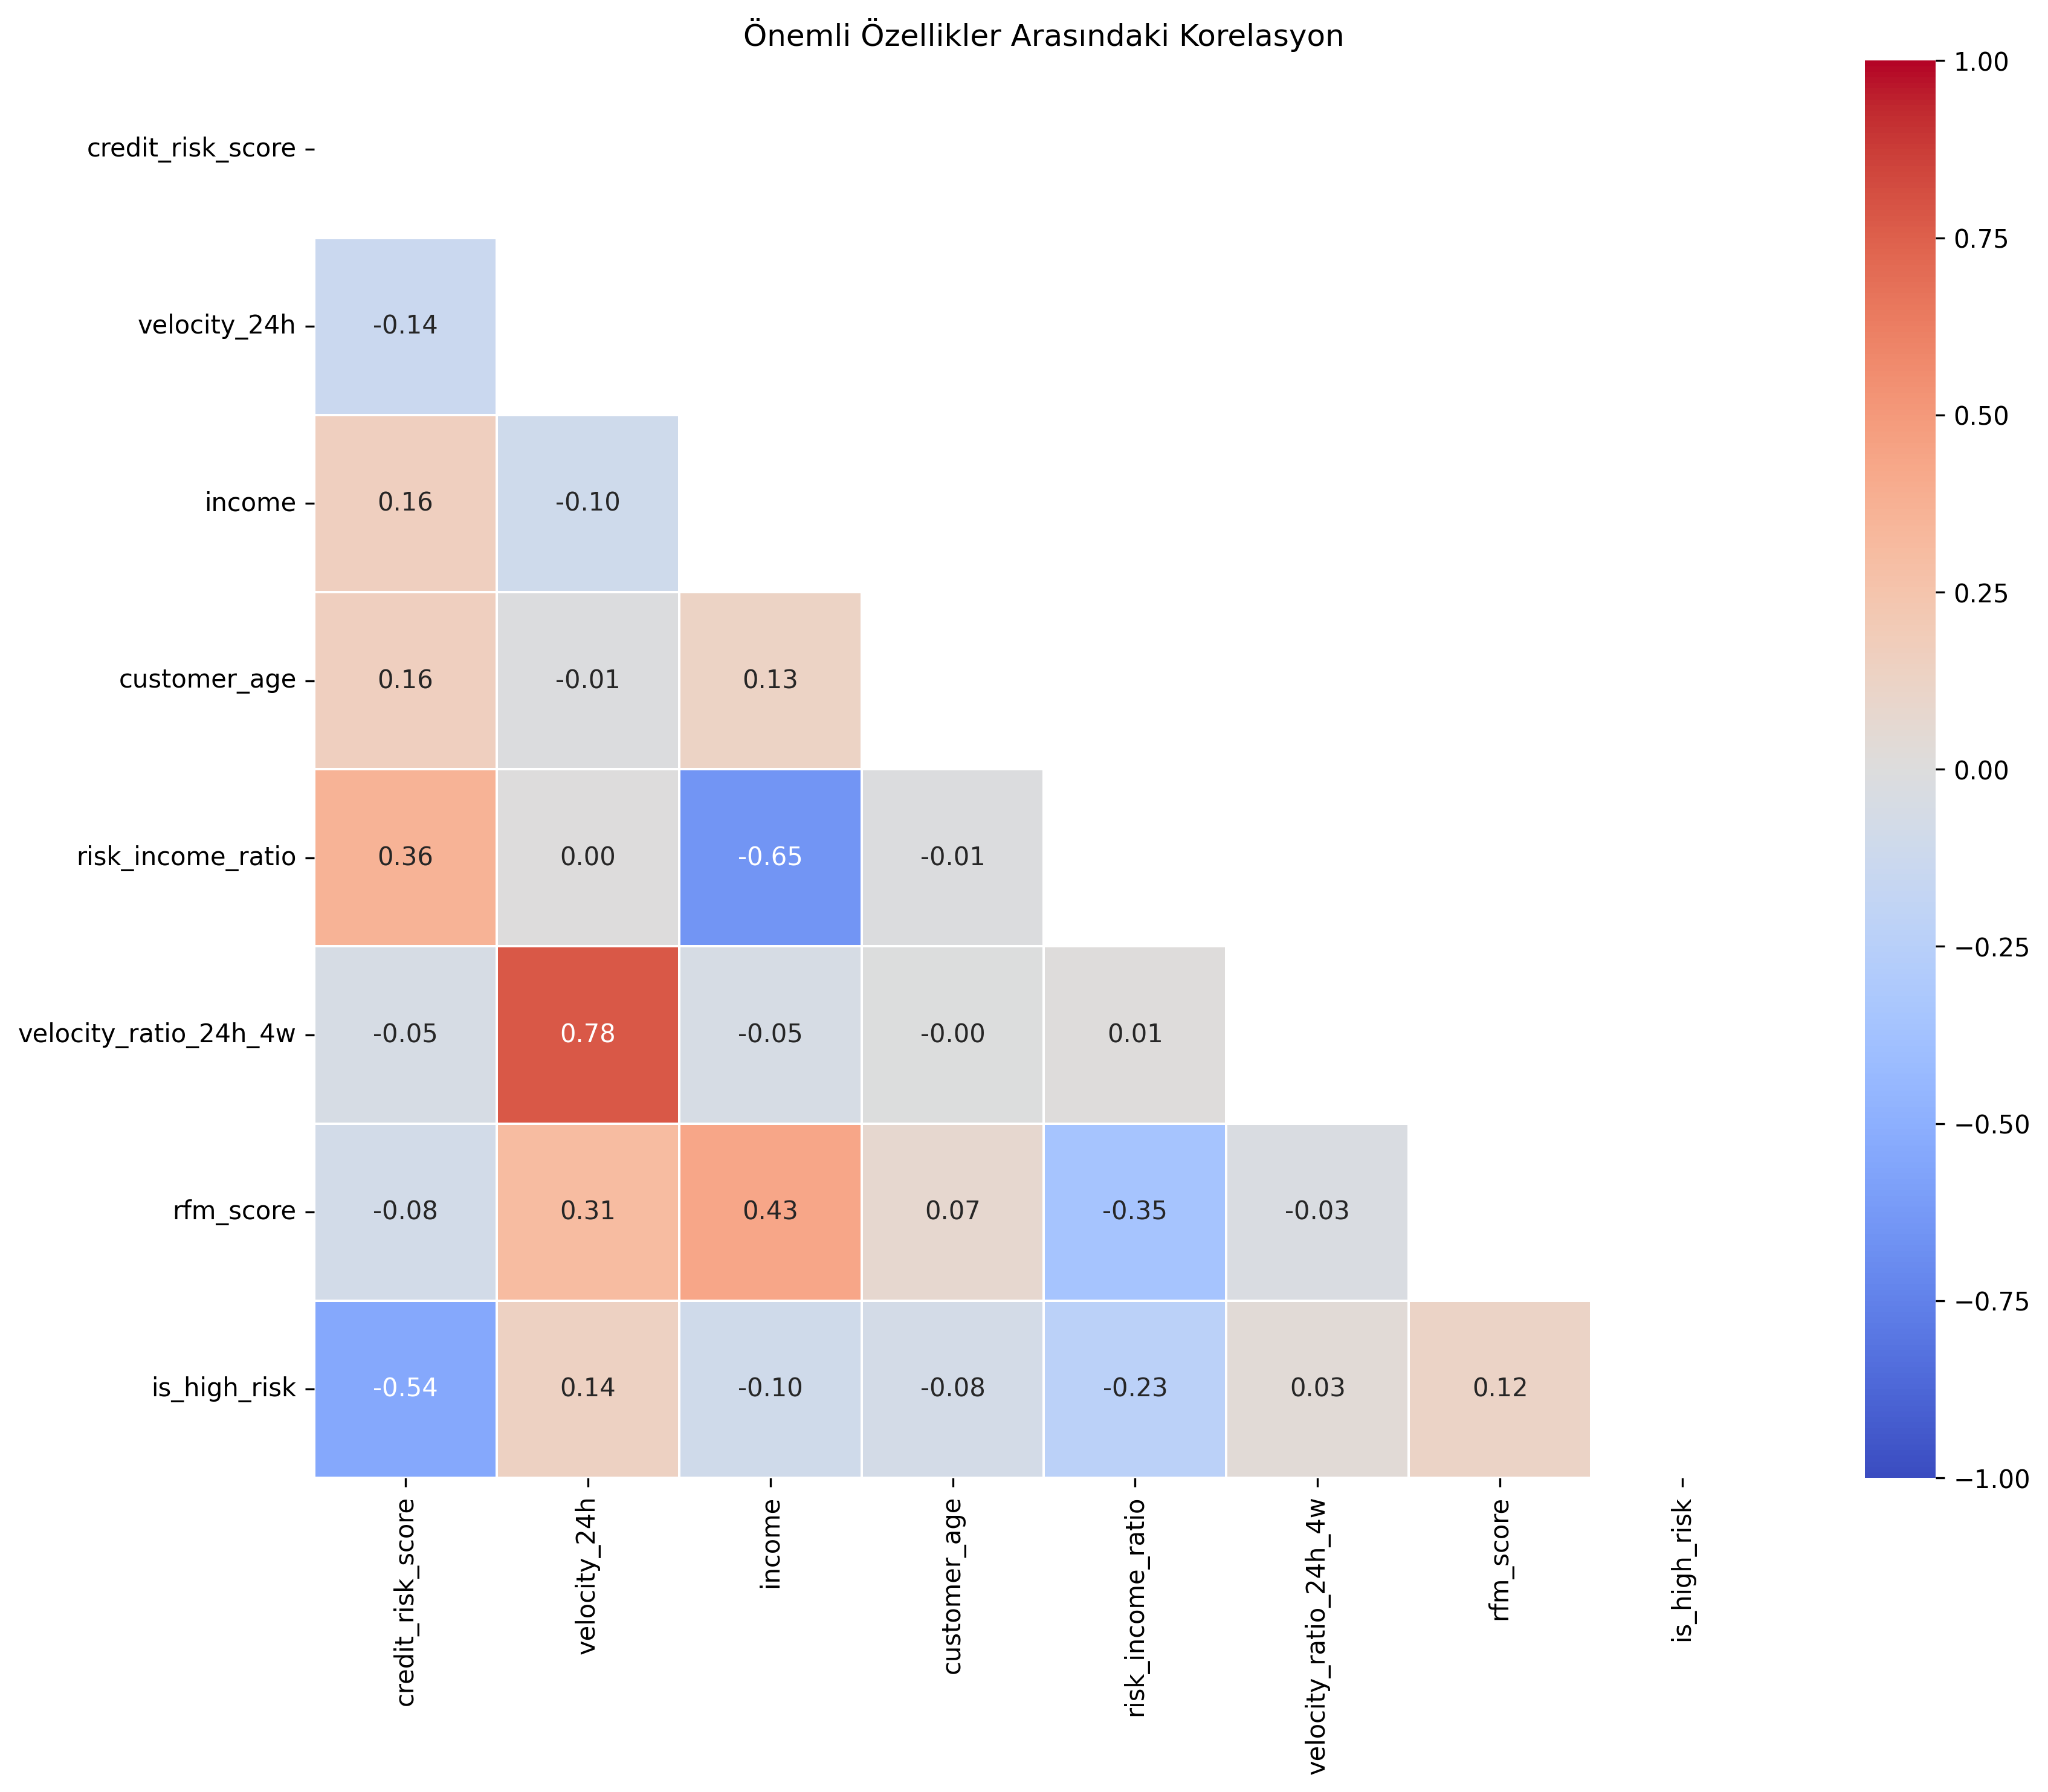 Önemli Özellikler Arasındaki Korelasyon
credit_risk_score
velocity_24h -0.14
income 0.16 -0.10
customer_age 0.16 -0.01 0.13
risk_income_ratio 0.36 0.00 -0.65 -0.01
velocity_ratio_24h_4w -0.05 0.78 -0.05 -0.00 0.01
rfm_score -0.08 0.31 0.43 0.07 -0.35 -0.03
is_high_risk -0.54 0.14 -0.10 -0.08 -0.23 0.03 0.12
credit_risk_score
velocity_24h
income
customer_age
risk_income_ratio
velocity_ratio_24h_4w
rfm_score
is_high_risk
1.00
0.75
0.50
0.25
0.00
−0.25
−0.50
−0.75
−1.00